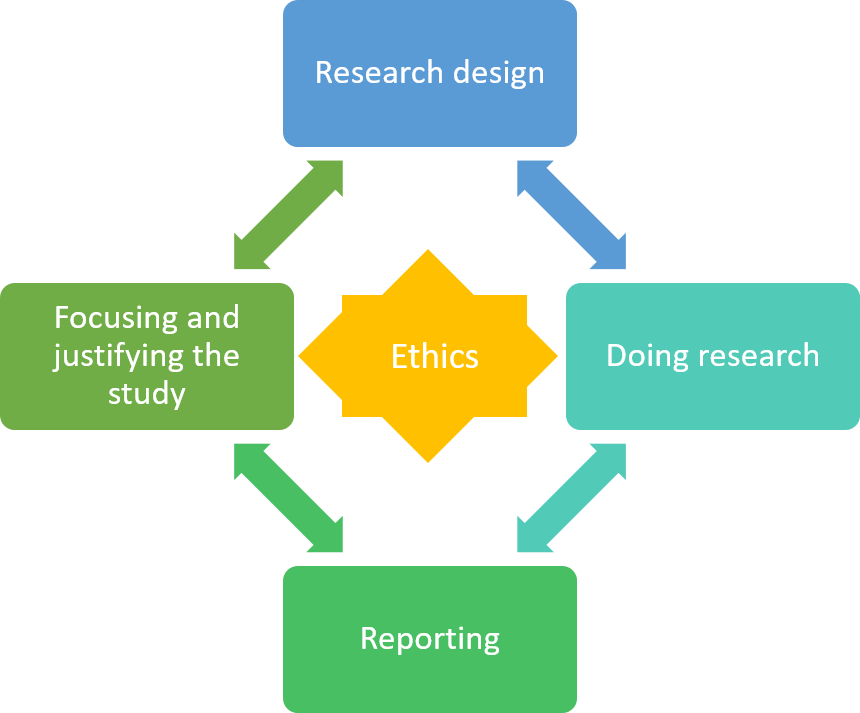 Research design
Focusing and
justifying the
study
Ethics
Doing research
Reporting